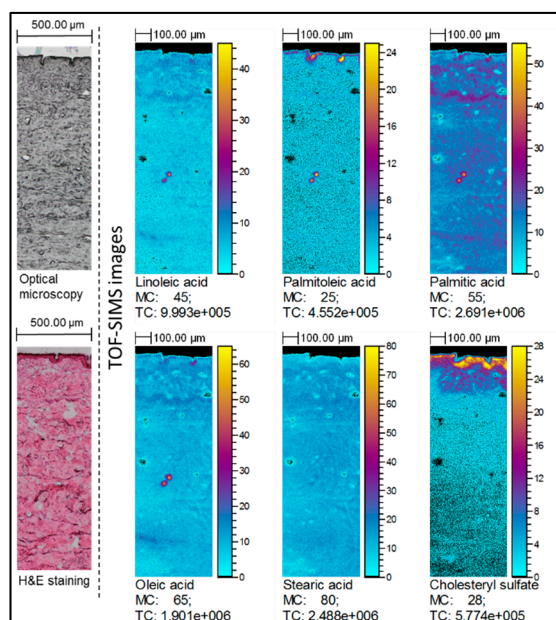 500.00 µm
100.00 µm
100.00 µm
100.00 µm
40
30
20
10
0
25
20
15
10
5
0
50
40
30
20
10
0
TOF-SIMS images
Optical
microscopy
Linoleic acid
MC: 45;
TC: 9.993e+005
Palmitoleic acid
MC: 25;
TC: 4.552e+005
Palmitic acid
MC: 55;
TC: 2.691e+006
500.00 µm
100.00 µm
100.00 µm
100.00 µm
60
50
40
30
20
10
0
80
70
60
50
40
30
20
10
0
28
24
20
16
12
8
4
0
H&E staining
Oleic acid
MC: 65;
TC: 1.901e+006
Stearic acid
MC: 80;
TC: 2.488e+006
Cholesteryl sulfate
MC: 28;
TC: 5.774e+005